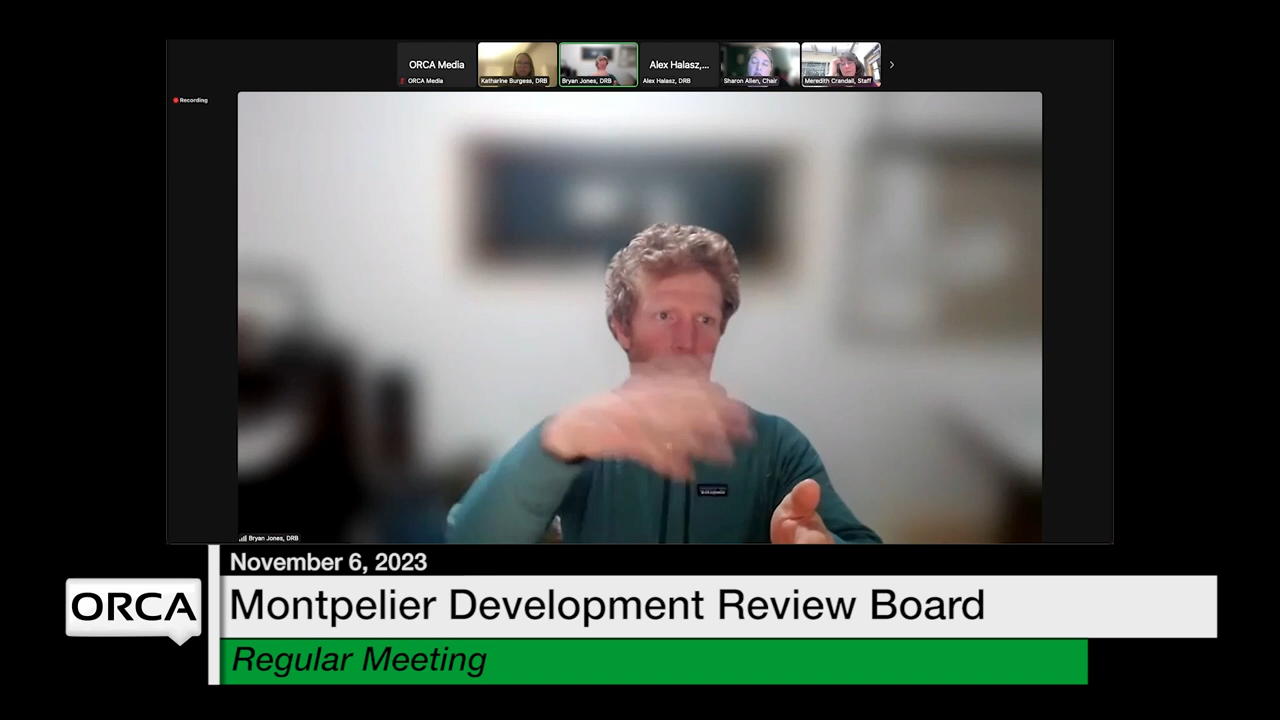 ORCA Media
Alex Halasz,...
ORCA Media
Katharine Burgess, DRB
Bryan Jones, DRB
Alex Halasz, DRB
Sharon Allen, Chair
Meredith Crandall, Staff
Recording
Bryan Jones, DRB
November 6, 2023
ORCA
Montpelier Development Review Board
Regular Meeting